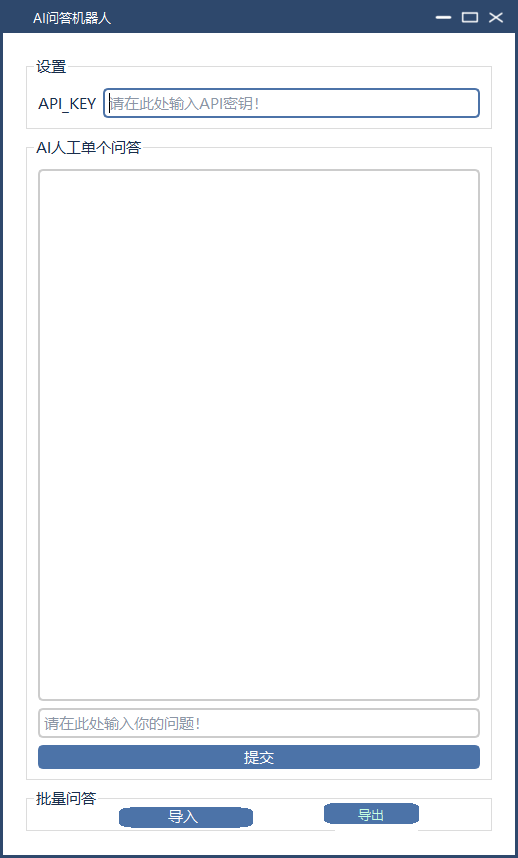 AI问答机器人
设置
API_KEY 请在此处输入API密钥!
AI人工单个问答
请在此处输入你的问题!
提交
批量问答
导入 导出